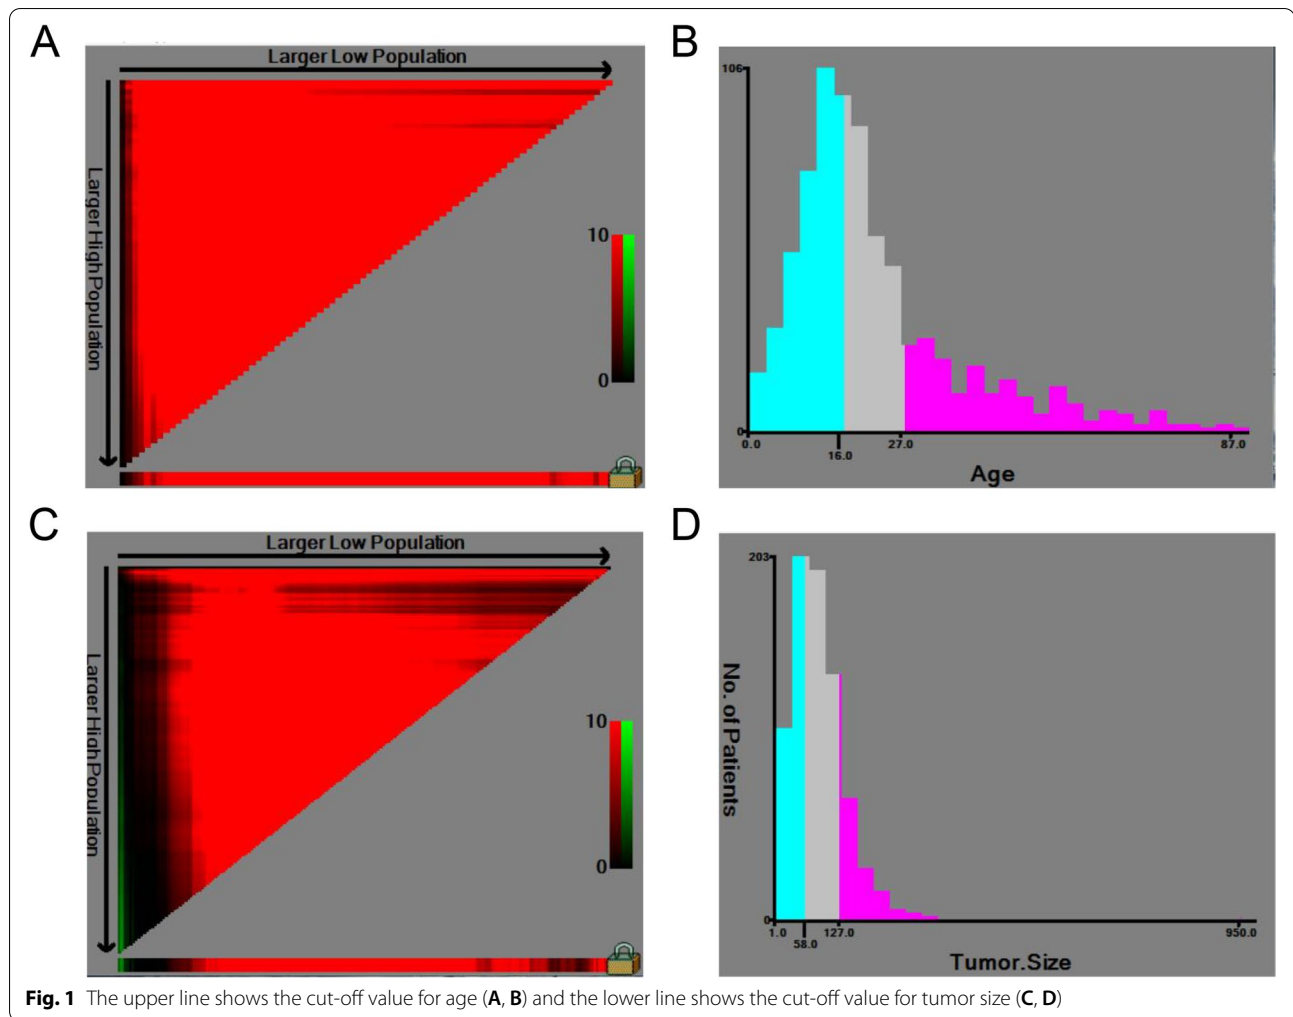 A
Larger Low Population
Larger High Population
10
0
B
106
0
0.0
16.0
27.0
87.0
Age
C
Larger Low Population
Larger High Population
10
0
D
203
0
No. of Patients
1.0
58.0
127.0
950.0
Tumor.Size
Fig. 1 The upper line shows the cut-off value for age (A, B) and the lower line shows the cut-off value for tumor size (C, D)